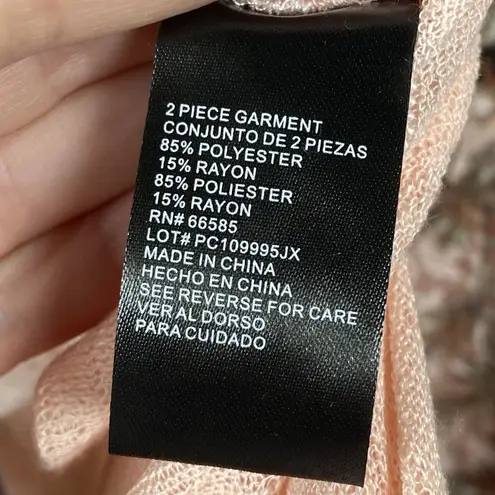 2 PIECE GARMENT
CONJUNTO DE 2 PIEZAS
85% POLYESTER
15% RAYON
85% POLIESTER
15% RAYON
RN# 66585
LOT# PC109995JX
MADE IN CHINA
HECHO EN CHINA
SEE REVERSE FOR CARE
VER AL DORSO
PARA CUIDADO